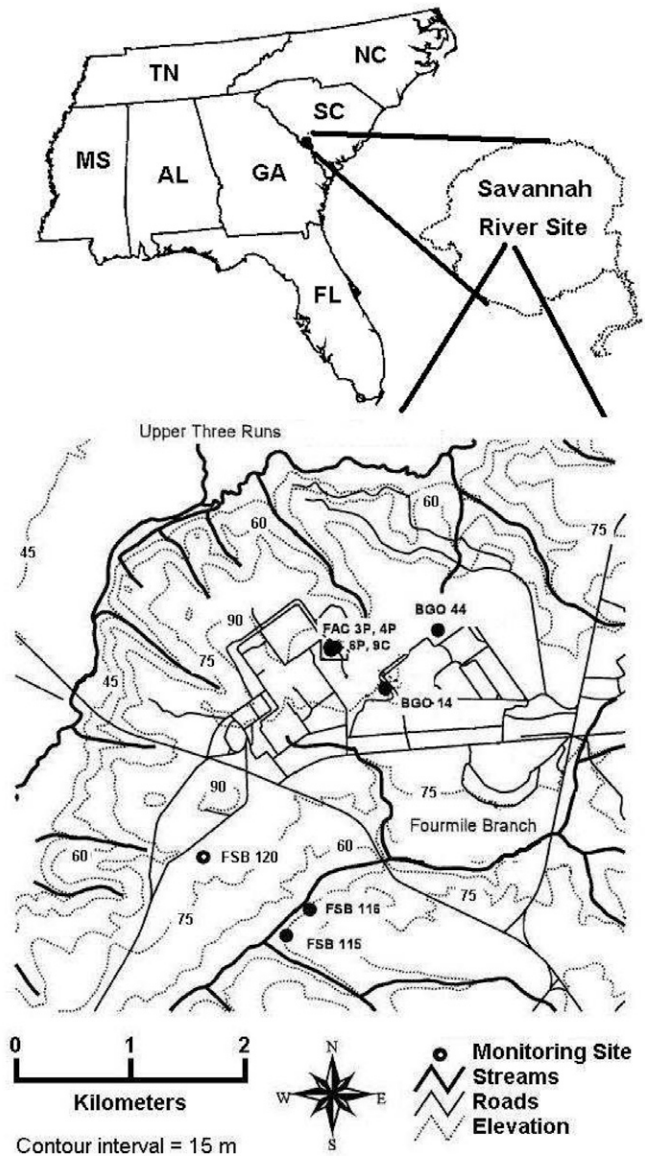 TN
NC
SC
MS
AL
GA
FL
Savannah
River Site
Upper Three Runs
60
75
45
60
BGO 44
90
FAC 3P, 4P
6P, 9C
75
45
BGO 14
90
75
Fourmile Branch
60
FSB 120
60
75
75
FSB 116
FSB 115
0 1 2
Kilometers
Contour interval = 15 m
N
W E
S
Monitoring Site
Streams
Roads
Elevation